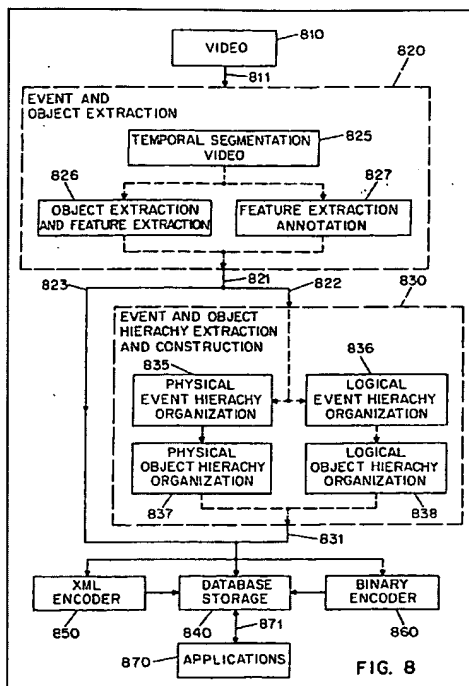 VIDEO
810
811
820
EVENT AND
OBJECT EXTRACTION
TEMPORAL SEGMENTATION
VIDEO
825
826
827
OBJECT EXTRACTION
AND FEATURE EXTRACTION
FEATURE EXTRACTION
ANNOTATION
823
821
822
830
EVENT AND OBJECT
HIERACHY EXTRACTION
AND CONSTRUCTION
835
836
PHYSICAL
EVENT HIERACHY
ORGANIZATION
LOGICAL
EVENT HIERACHY
ORGANIZATION
PHYSICAL
OBJECT HIERACHY
ORGANIZATION
LOGICAL
OBJECT HIERACHY
ORGANIZATION
837
838
831
XML
ENCODER
DATABASE
STORAGE
BINARY
ENCODER
850
840
871
860
870
APPLICATIONS
FIG. 8